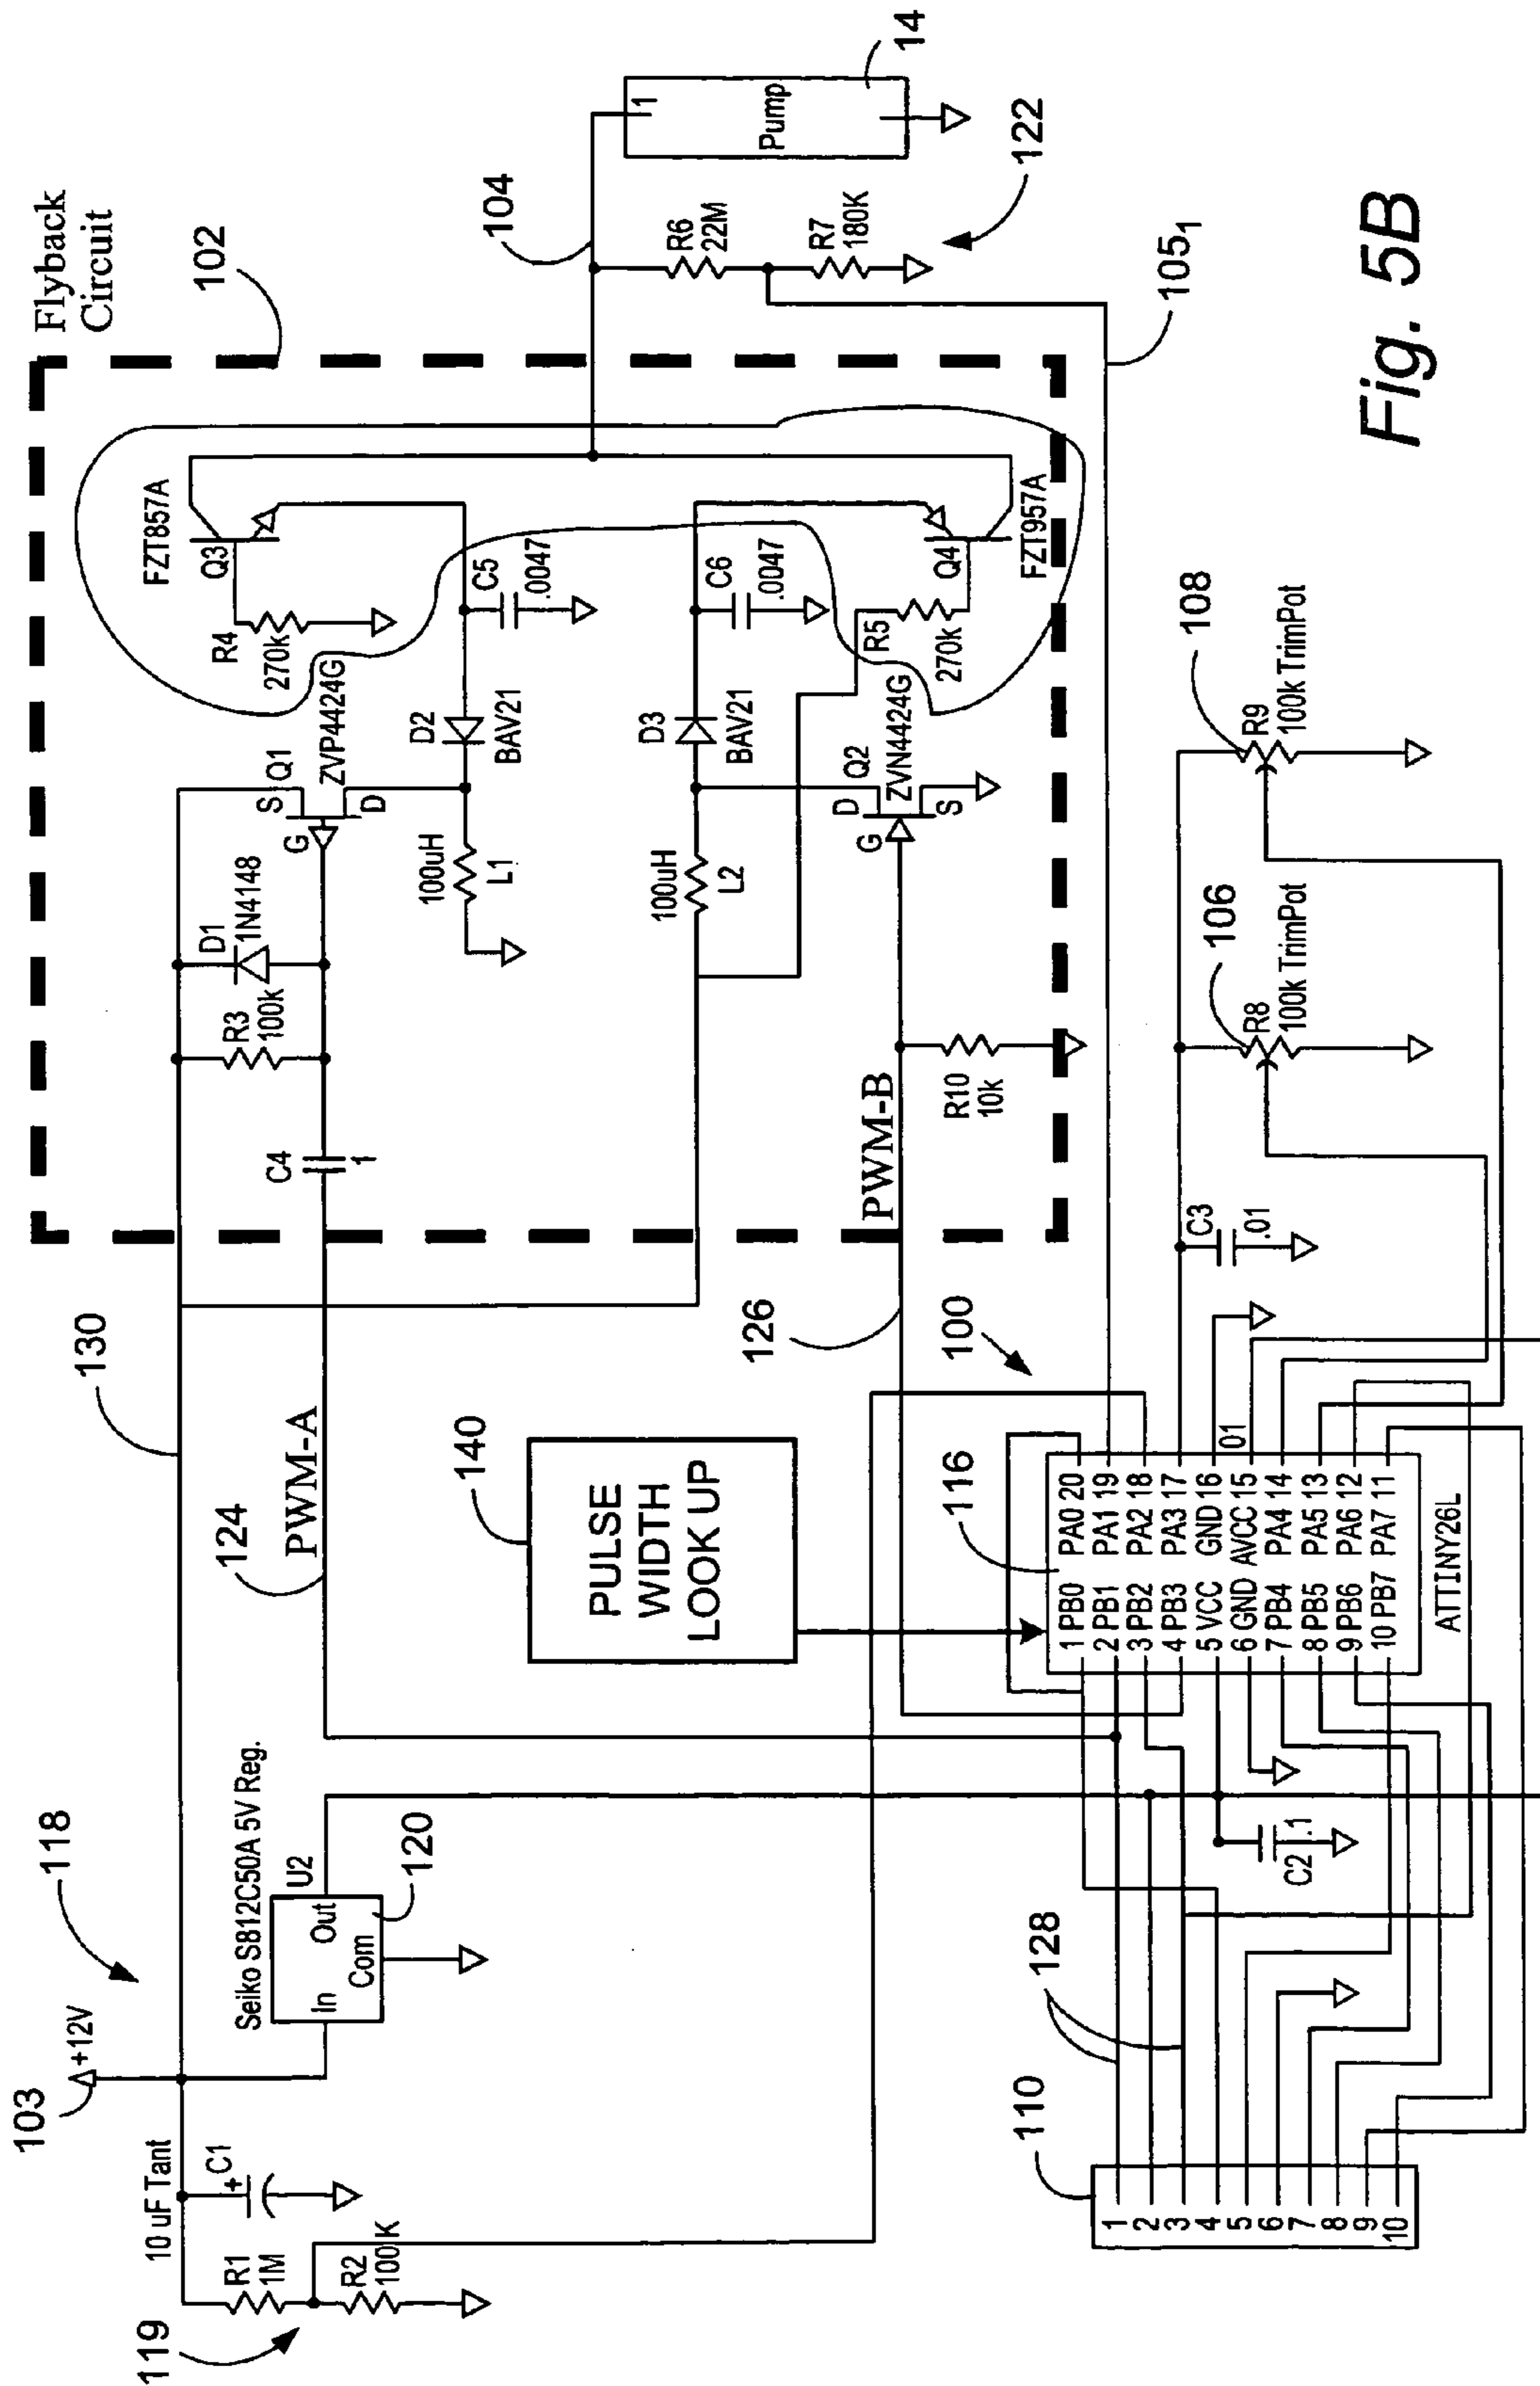 Flyback
Circuit
102
104
14
1
Pump
R6
22M
R7
180K
122
105₁
Fig. 5B
103
+12V
118
130
10 uF Tant
+
C1
R1
1M
R2
100K
119
Seiko S812C50A 5V Reg.
U2
In
Out
Com
120
124
PWM-A
C4
1
R3
100k
D1
1N4148
S
Q1
G
D
ZVP4424G
R4
270k
Q3
FZT857A
100uH
L1
D2
BAV21
C5
.0047
100uH
L2
D3
BAV21
C6
.0047
D
Q2
G
ZVN4424G
S
R5
270k
Q4
FZT957A
PWM-B
R10
10k
126
140
PULSE
WIDTH
LOOK UP
100
116
1 PB0 PA0 20
2 PB1 PA1 19
3 PB2 PA2 18
4 PB3 PA3 17
5 VCC GND 16
6 GND AVCC 15
7 PB4 PA4 14
8 PB5 PA5 13
9 PB6 PA6 12
10 PB7 PA7 11
01
ATTINY26L
C3
.01
106
R8
100k TrimPot
108
R9
100k TrimPot
C2
.1
128
110
1
2
3
4
5
6
7
8
9
10